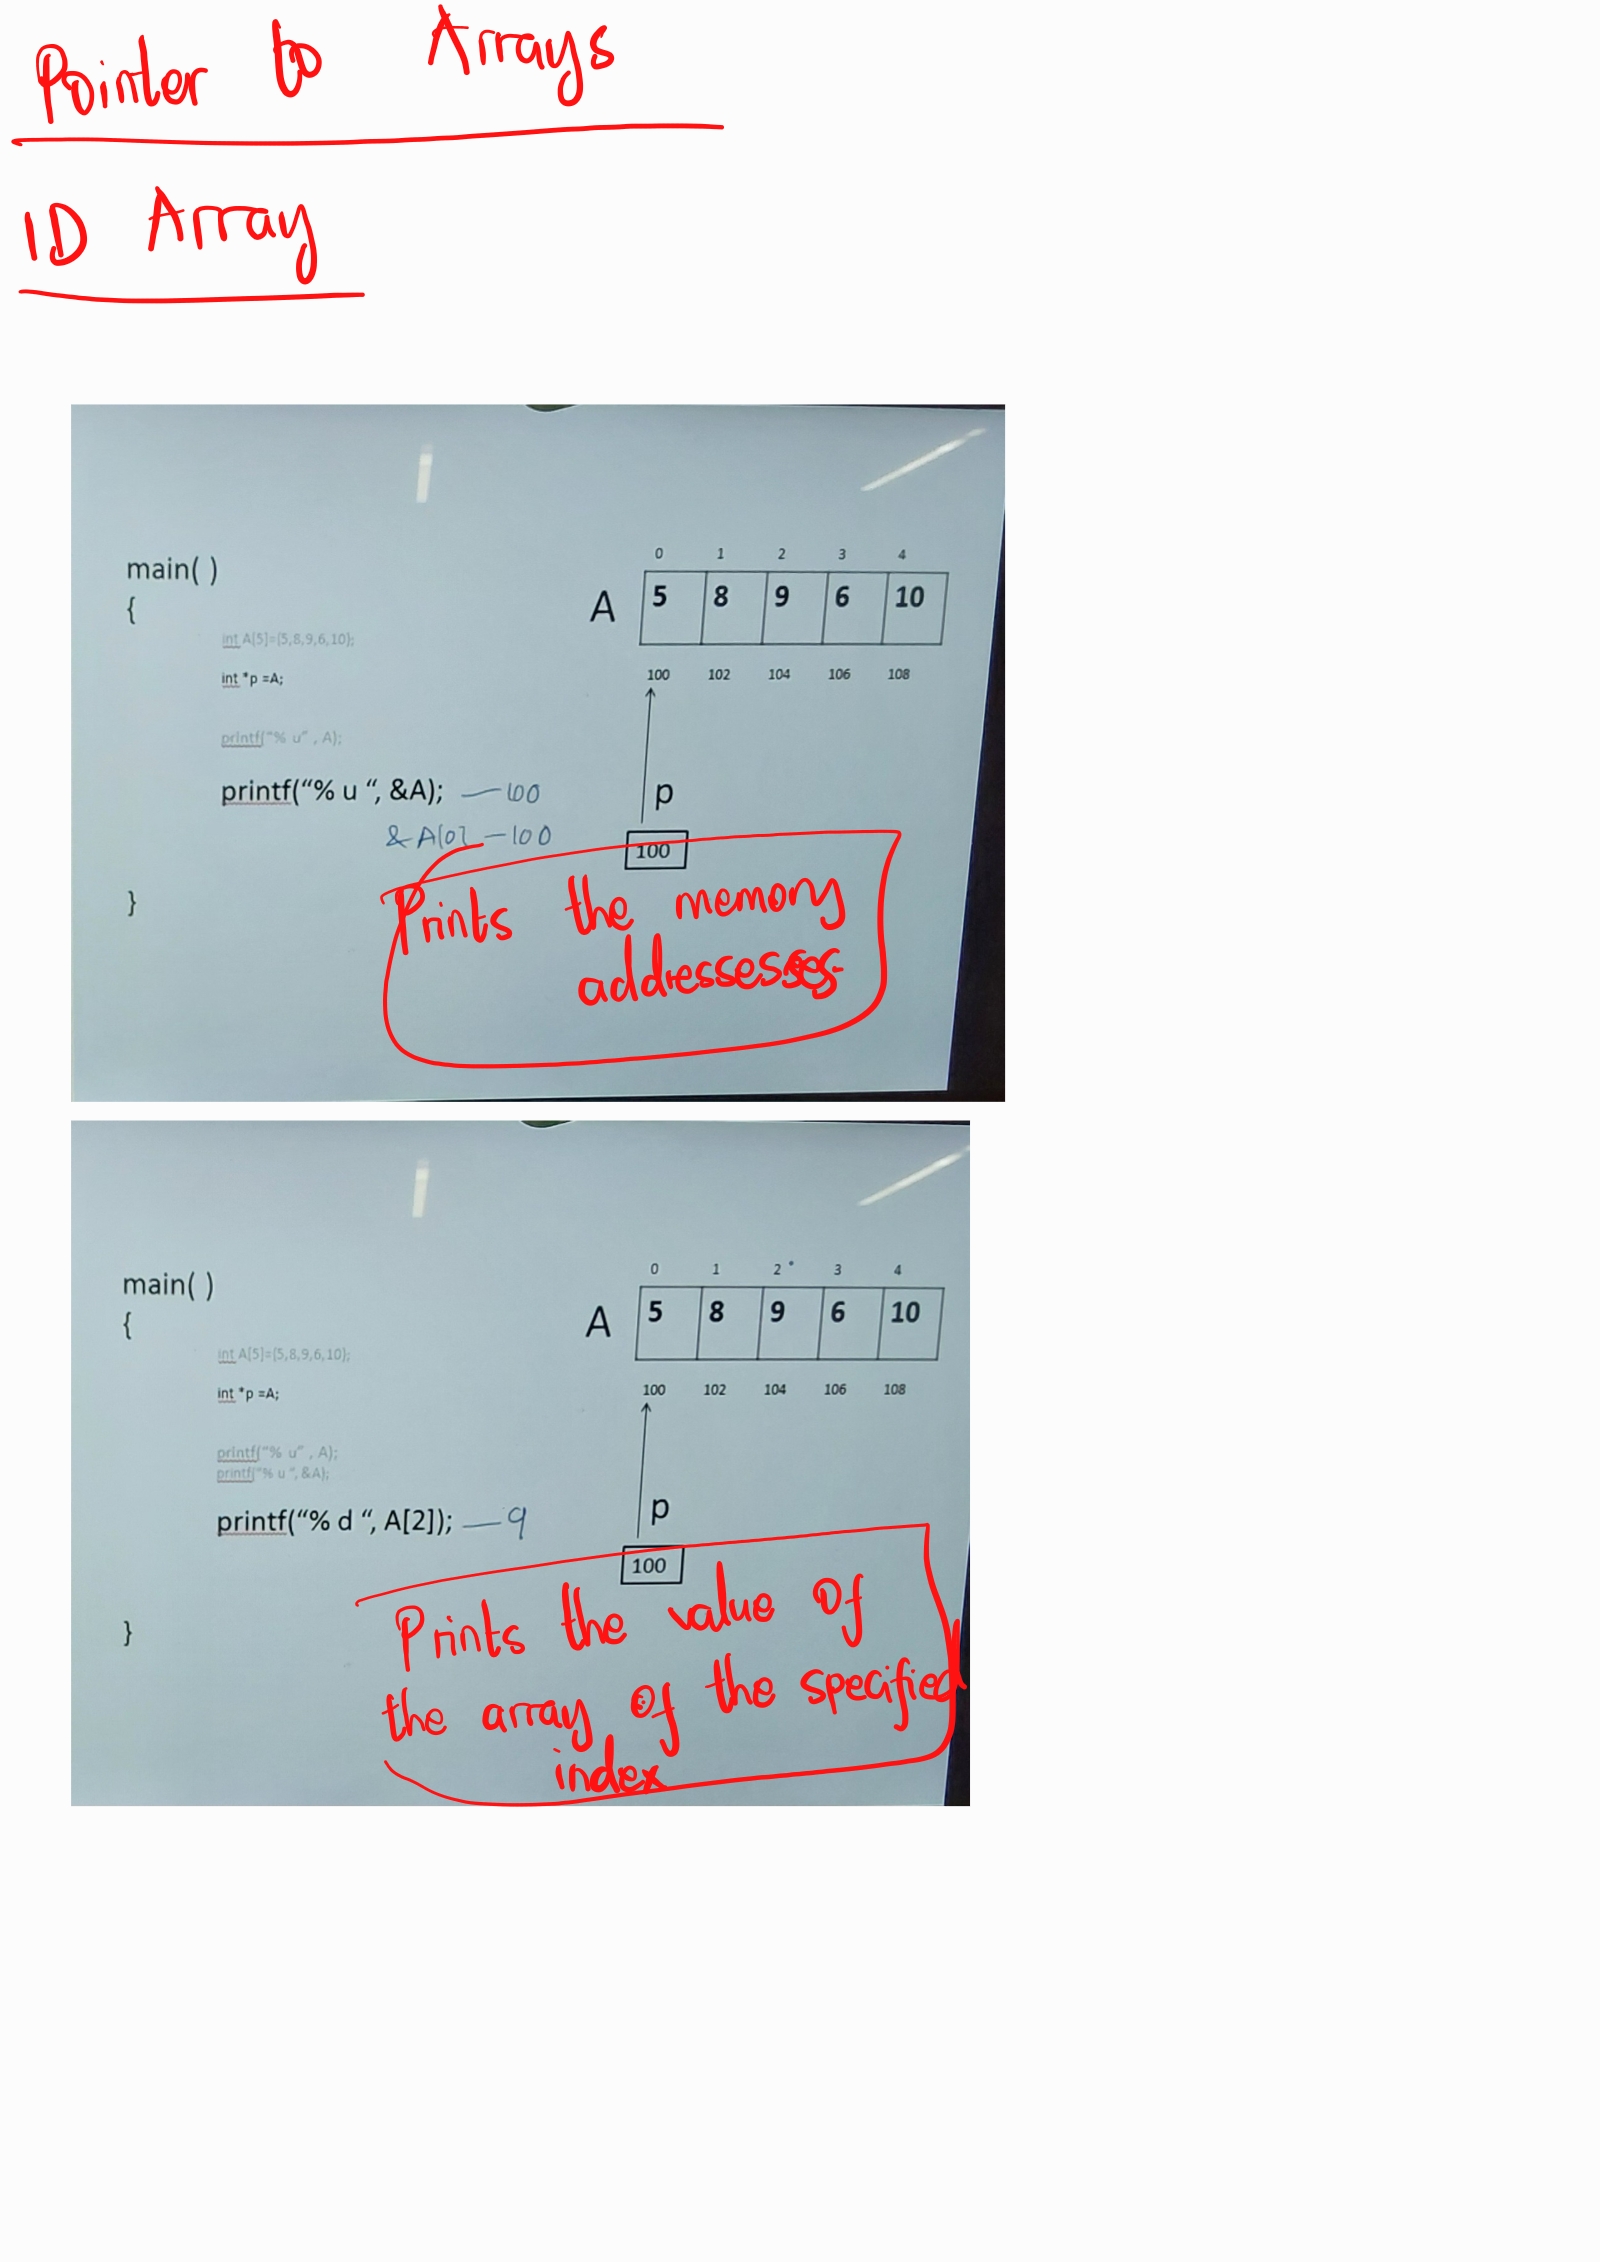 Pointer to Arrays
1D Array
main( )
{
int A[5]={5,8,9,6,10};
int *p =A;
printf("% u" , A);
printf(“% u “, &A); —100
&A[0] —100
}
0 1 2 3 4
A 5 8 9 6 10
100 102 104 106 108
p
100
Prints the memory
addresseses
main( )
{
int A[5]={5,8,9,6,10};
int *p =A;
printf("% u" , A);
printf("% u ", &A);
printf(“% d “, A[2]); —9
}
0 1 2 3 4
A 5 8 9 6 10
100 102 104 106 108
p
100
Prints the value of
the array of the specified
index